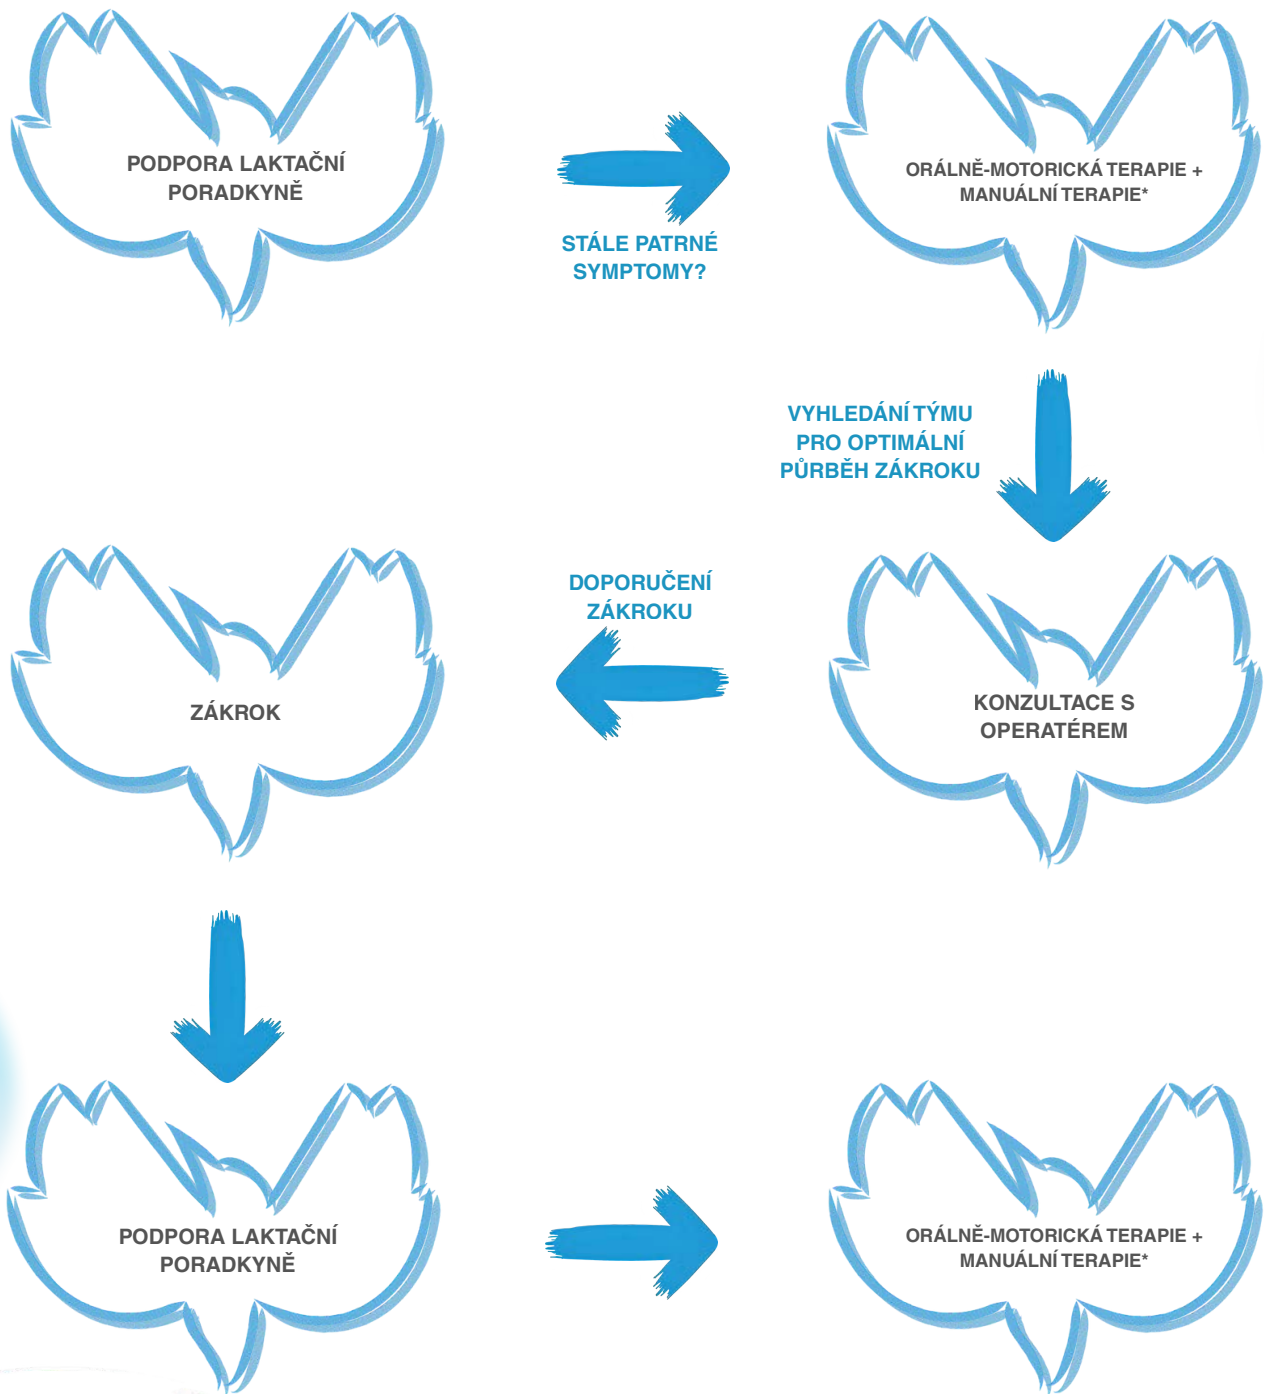 PODPORA LAKTAČNÍ
PORADKYNĚ
STÁLE PATRNÉ
SYMPTOMY?
ORÁLNĚ-MOTORICKÁ TERAPIE +
MANUÁLNÍ TERAPIE*
VYHLEDÁNÍ TÝMU
PRO OPTIMÁLNÍ
PŮRBĚH ZÁKROKU
KONZULTACE S
OPERATÉREM
DOPORUČENÍ
ZÁKROKU
ZÁKROK
PODPORA LAKTAČNÍ
PORADKYNĚ
ORÁLNĚ-MOTORICKÁ TERAPIE +
MANUÁLNÍ TERAPIE*